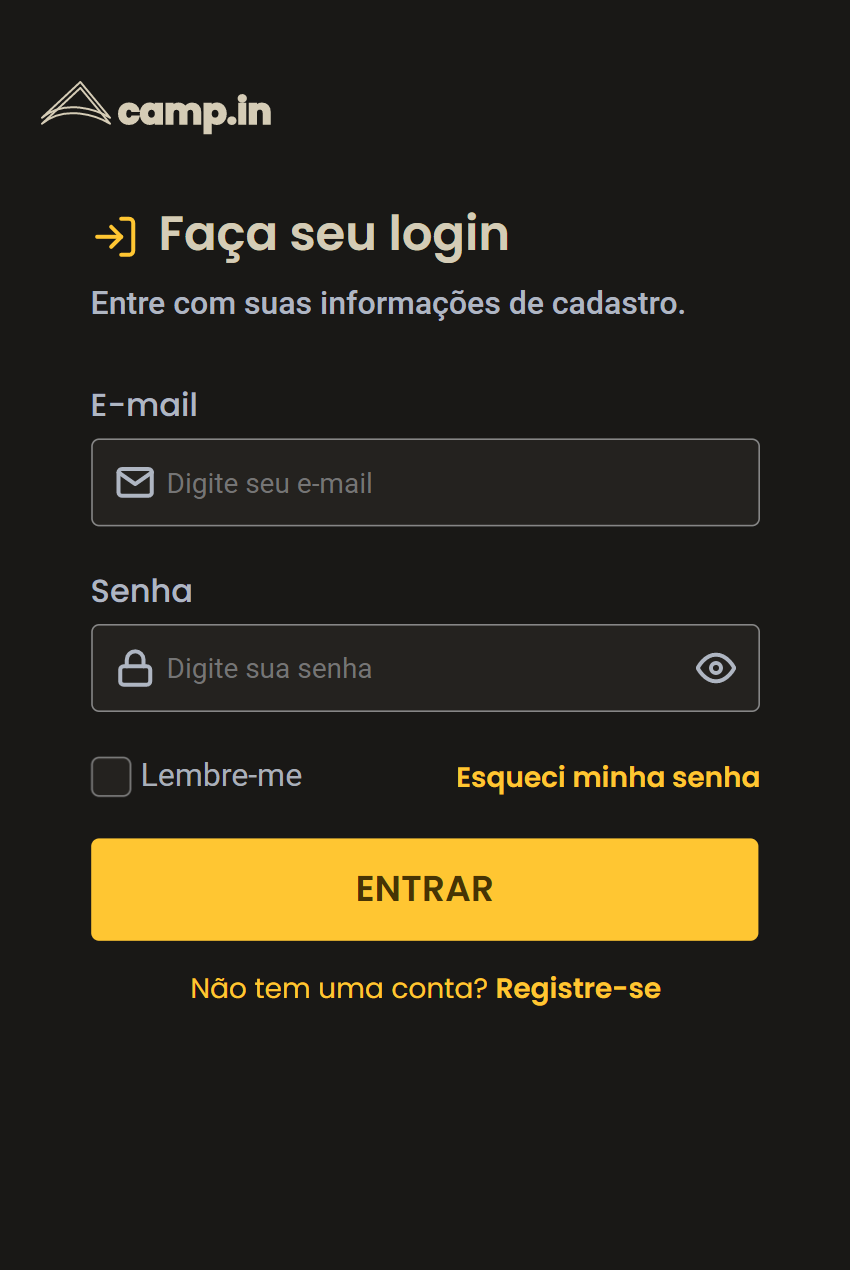 camp.in
Faça seu login
Entre com suas informações de cadastro.
E-mail
Digite seu e-mail
Senha
Digite sua senha
Lembre-me Esqueci minha senha
ENTRAR
Não tem uma conta? Registre-se